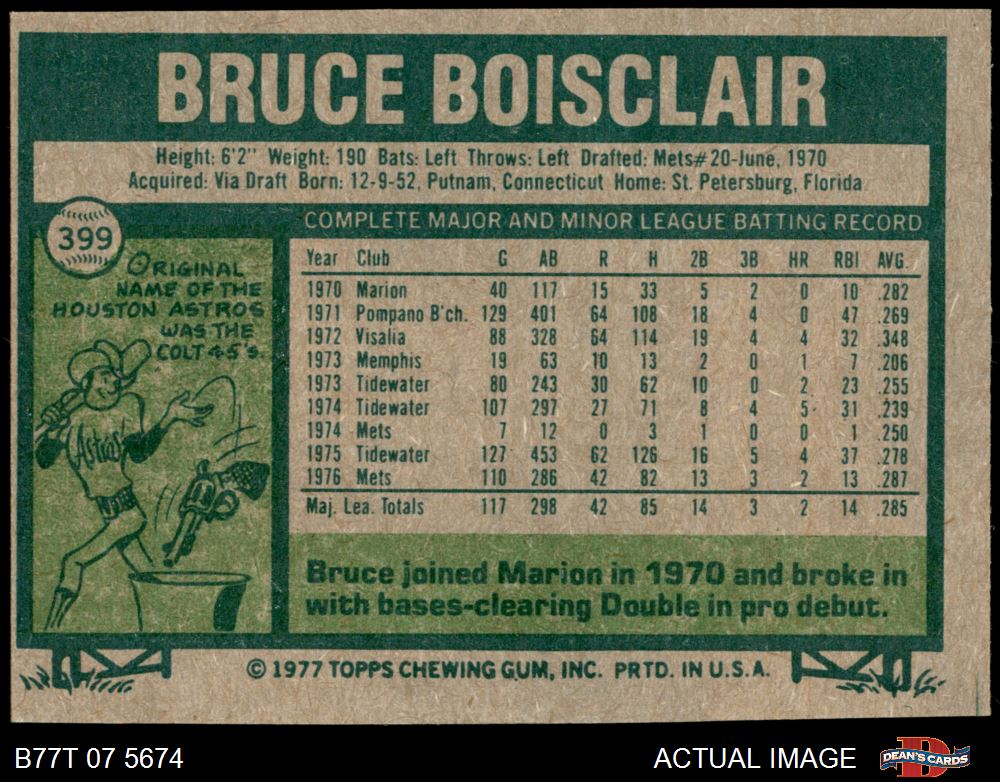 BRUCE BOISCLAIR
Height: 6'2" Weight: 190 Bats: Left Throws: Left Drafted: Mets#20-June, 1970
Acquired: Via Draft Born: 12-9-52, Putnam, Connecticut Home: St. Petersburg, Florida
399
ORIGINAL
NAME OF THE
HOUSTON ASTROS
WAS THE
COLT 45'S.
Astros
COMPLETE MAJOR AND MINOR LEAGUE BATTING RECORD
Year Club G AB R H 2B 3B HR RBI AVG.
1970 Marion 40 117 15 33 5 2 0 10 .282
1971 Pompano B'ch. 129 401 64 108 18 4 0 47 .269
1972 Visalia 88 328 64 114 19 4 4 32 .348
1973 Memphis 19 63 10 13 2 0 1 7 .206
1973 Tidewater 80 243 30 62 10 0 2 23 .255
1974 Tidewater 107 297 27 71 8 4 5 31 .239
1974 Mets 7 12 0 3 1 0 0 1 .250
1975 Tidewater 127 453 62 126 16 5 4 37 .278
1976 Mets 110 286 42 82 13 3 2 13 .287
Maj. Lea. Totals 117 298 42 85 14 3 2 14 .285
Bruce joined Marion in 1970 and broke in
with bases-clearing Double in pro debut.
© 1977 TOPPS CHEWING GUM, INC. PRTD. IN U.S.A.
B77T 07 5674
ACTUAL IMAGE
DEAN'S CARDS